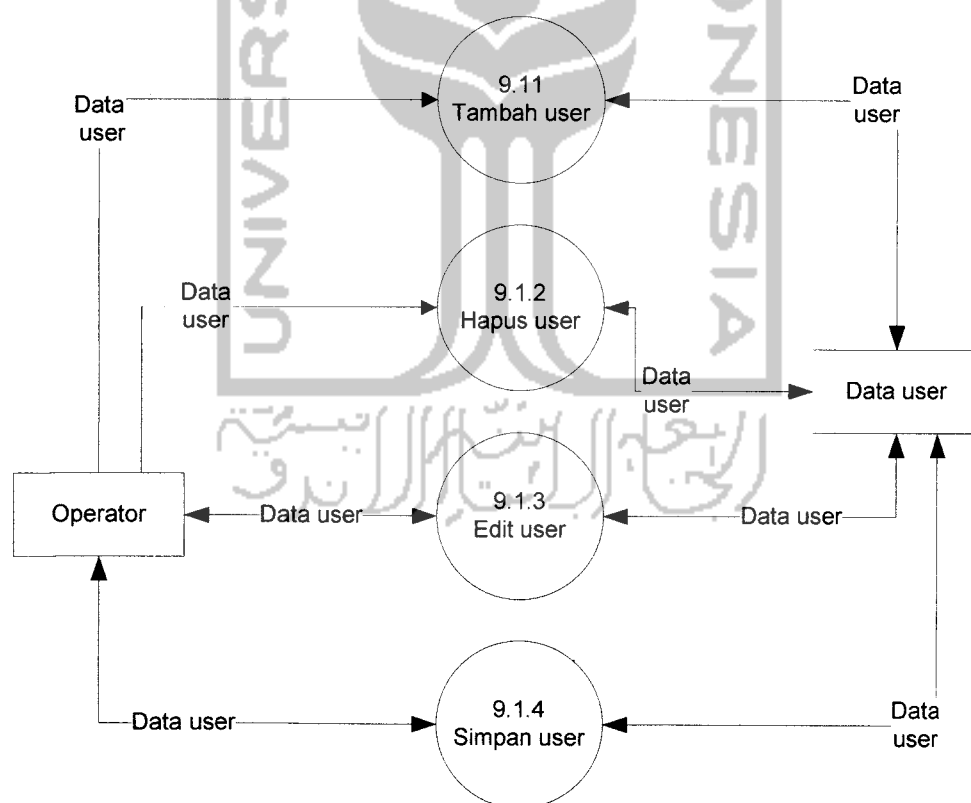 UNIVERS
ONESIA
9.11
Tambah user
Data
user
Data
user
9.1.2
Hapus user
Data
user
Data
user
Data user
Operator
Data user
9.1.3
Edit user
Data user
9.1.4
Simpan user
Data user
Data
user